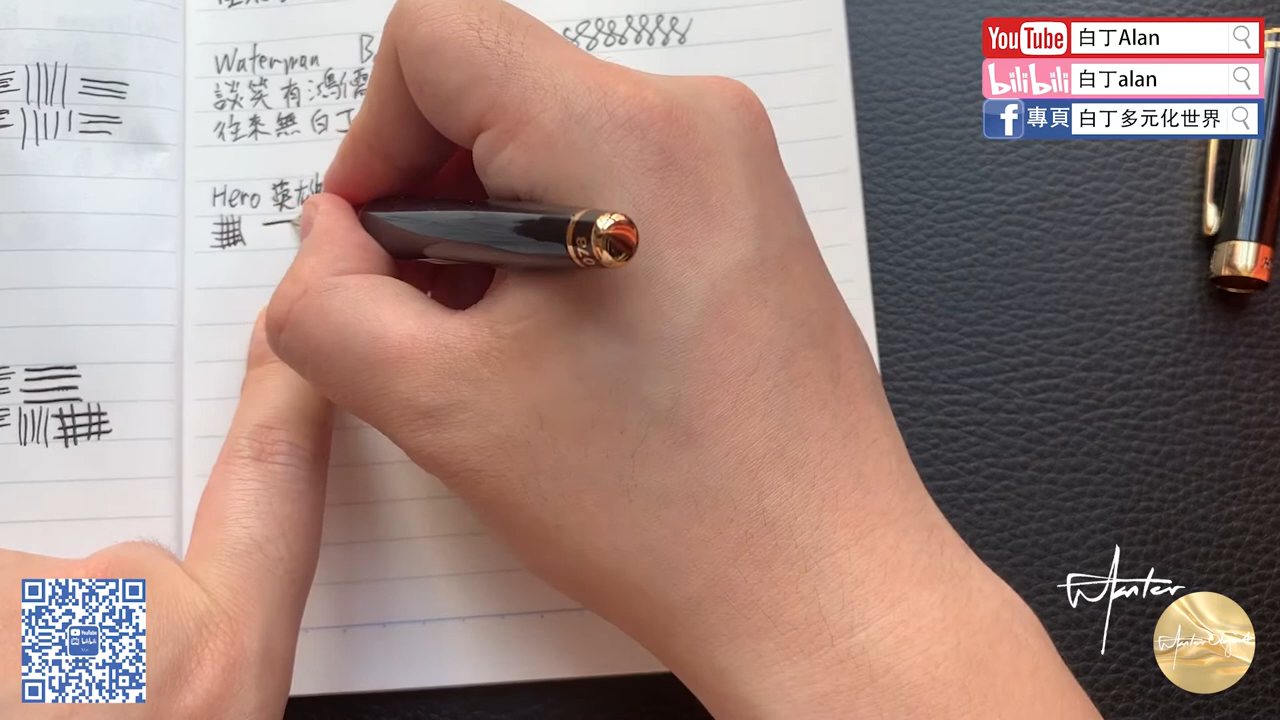 Waterman B
談笑有鴻儒
往來無白丁
Hero 英雄
078
YouTube 白丁Alan
bilibili 白丁alan
f 專頁 白丁多元化世界